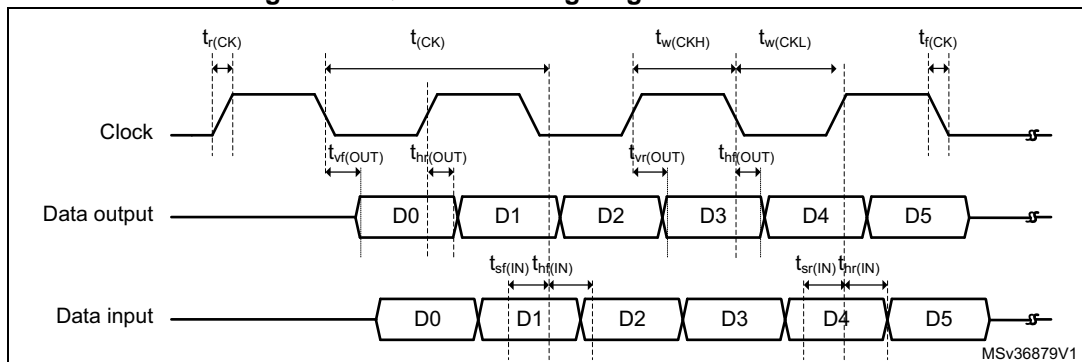 t_r(CK) t_(CK) t_w(CKH) t_w(CKL) t_f(CK)
Clock
t_vf(OUT) t_hr(OUT) t_vr(OUT) t_hf(OUT)
Data output D0 D1 D2 D3 D4 D5
t_sf(IN) t_hf(IN) t_sr(IN) t_hr(IN)
Data input D0 D1 D2 D3 D4 D5
MSv36879V1